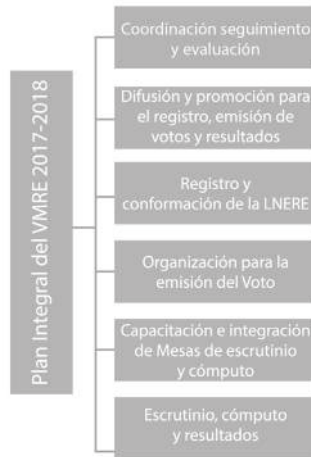 Plan Integral del VMRE 2017-2018
Coordinación seguimiento
y evaluación
Difusión y promoción para
el registro, emisión de
votos y resultados
Registro y
conformación de la LNERE
Organización para la
emisión del Voto
Capacitación e integración
de Mesas de escrutinio
y cómputo
Escrutinio, cómputo
y resultados